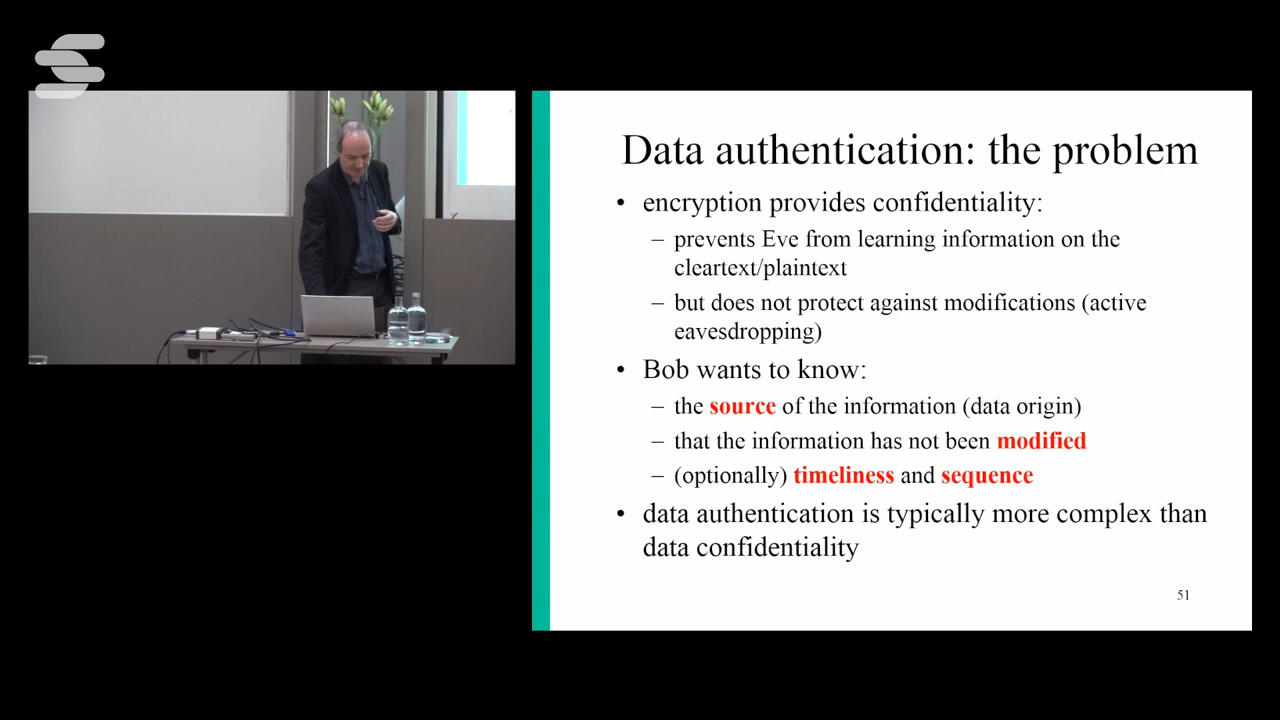 Data authentication: the problem
• encryption provides confidentiality:
– prevents Eve from learning information on the
cleartext/plaintext
– but does not protect against modifications (active
eavesdropping)
• Bob wants to know:
– the source of the information (data origin)
– that the information has not been modified
– (optionally) timeliness and sequence
• data authentication is typically more complex than
data confidentiality
51